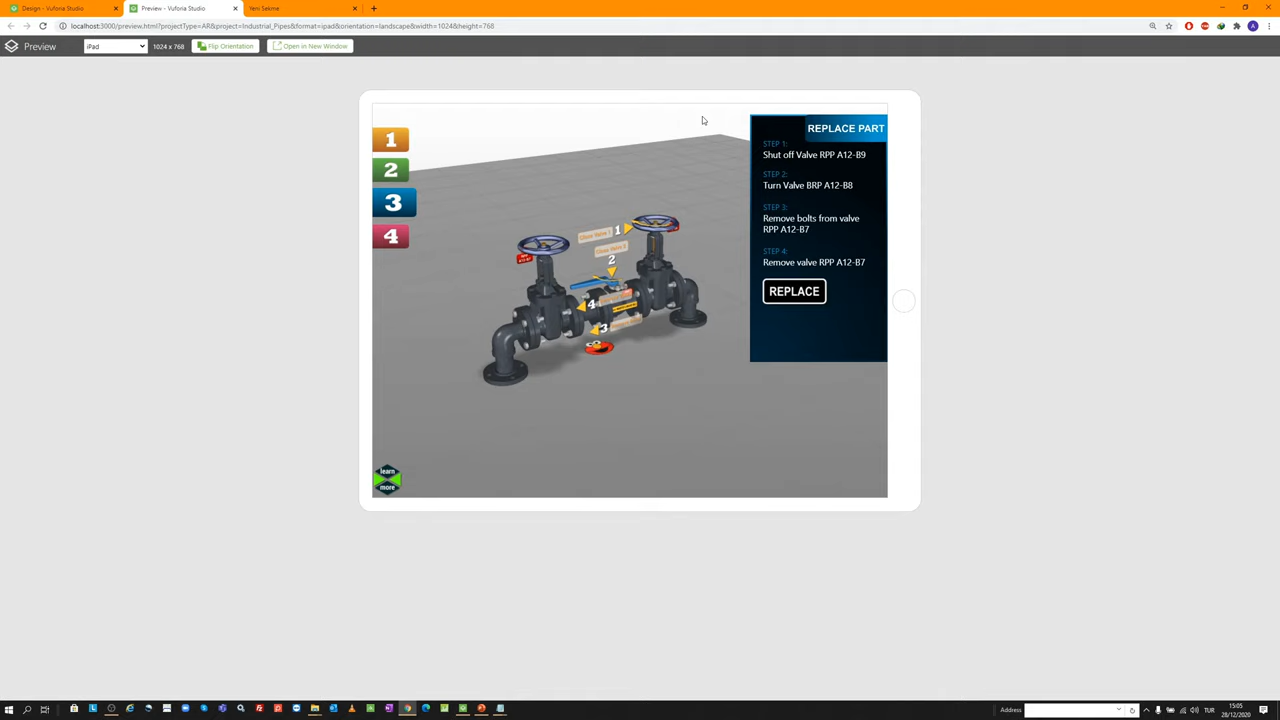 Design - Vuforia Studio
Preview - Vuforia Studio
Yeni Sekme
localhost:3000/preview.html?projectType=AR&project=Industrial_Pipes&format=ipad&orientation=landscape&width=1024&height=768
Preview
iPad
1024 x 768
Flip Orientation
Open in New Window
1
2
3
4
REPLACE PART
STEP 1:
Shut off Valve RPP A12-B9
STEP 2:
Turn Valve BRP A12-B8
STEP 3:
Remove bolts from valve
RPP A12-B7
STEP 4:
Remove valve RPP A12-B7
REPLACE
1
2
4
3
learn
more
Address
TUR
15:05
28/12/2020